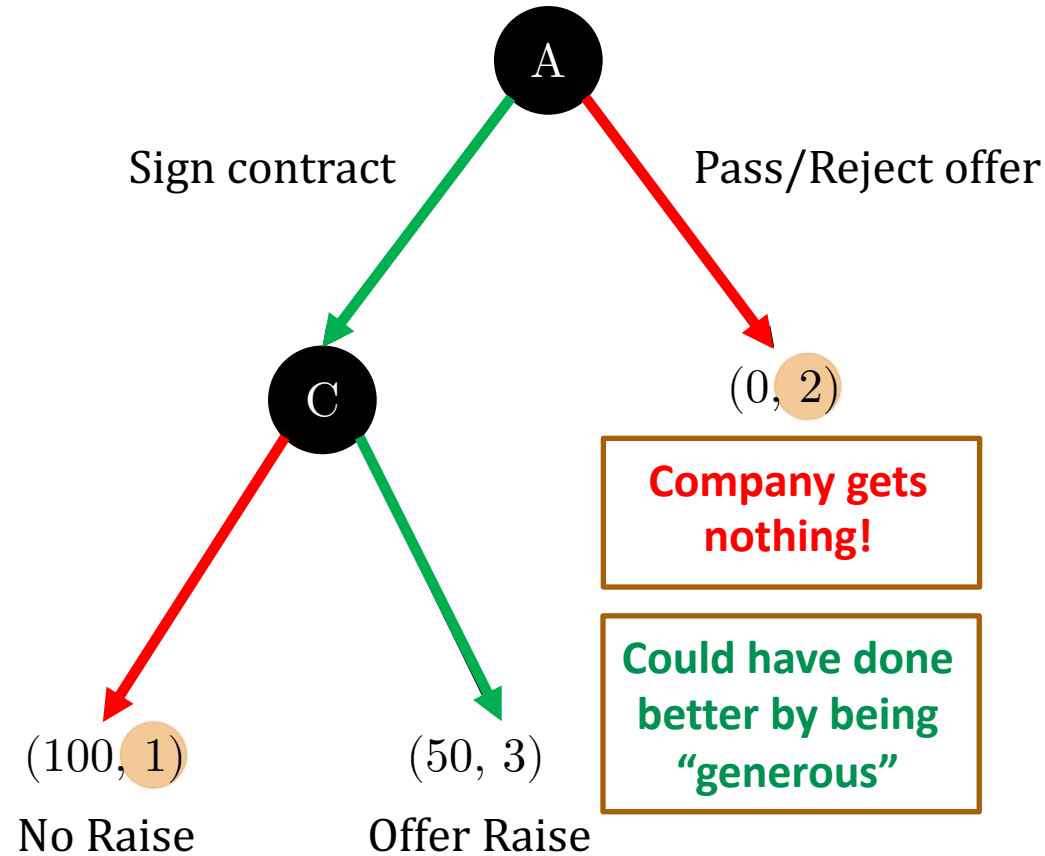 A
Sign contract
Pass/Reject offer
C
(0, 2)
Company gets
nothing!
Could have done
better by being
“generous”
(100, 1)
(50, 3)
No Raise
Offer Raise